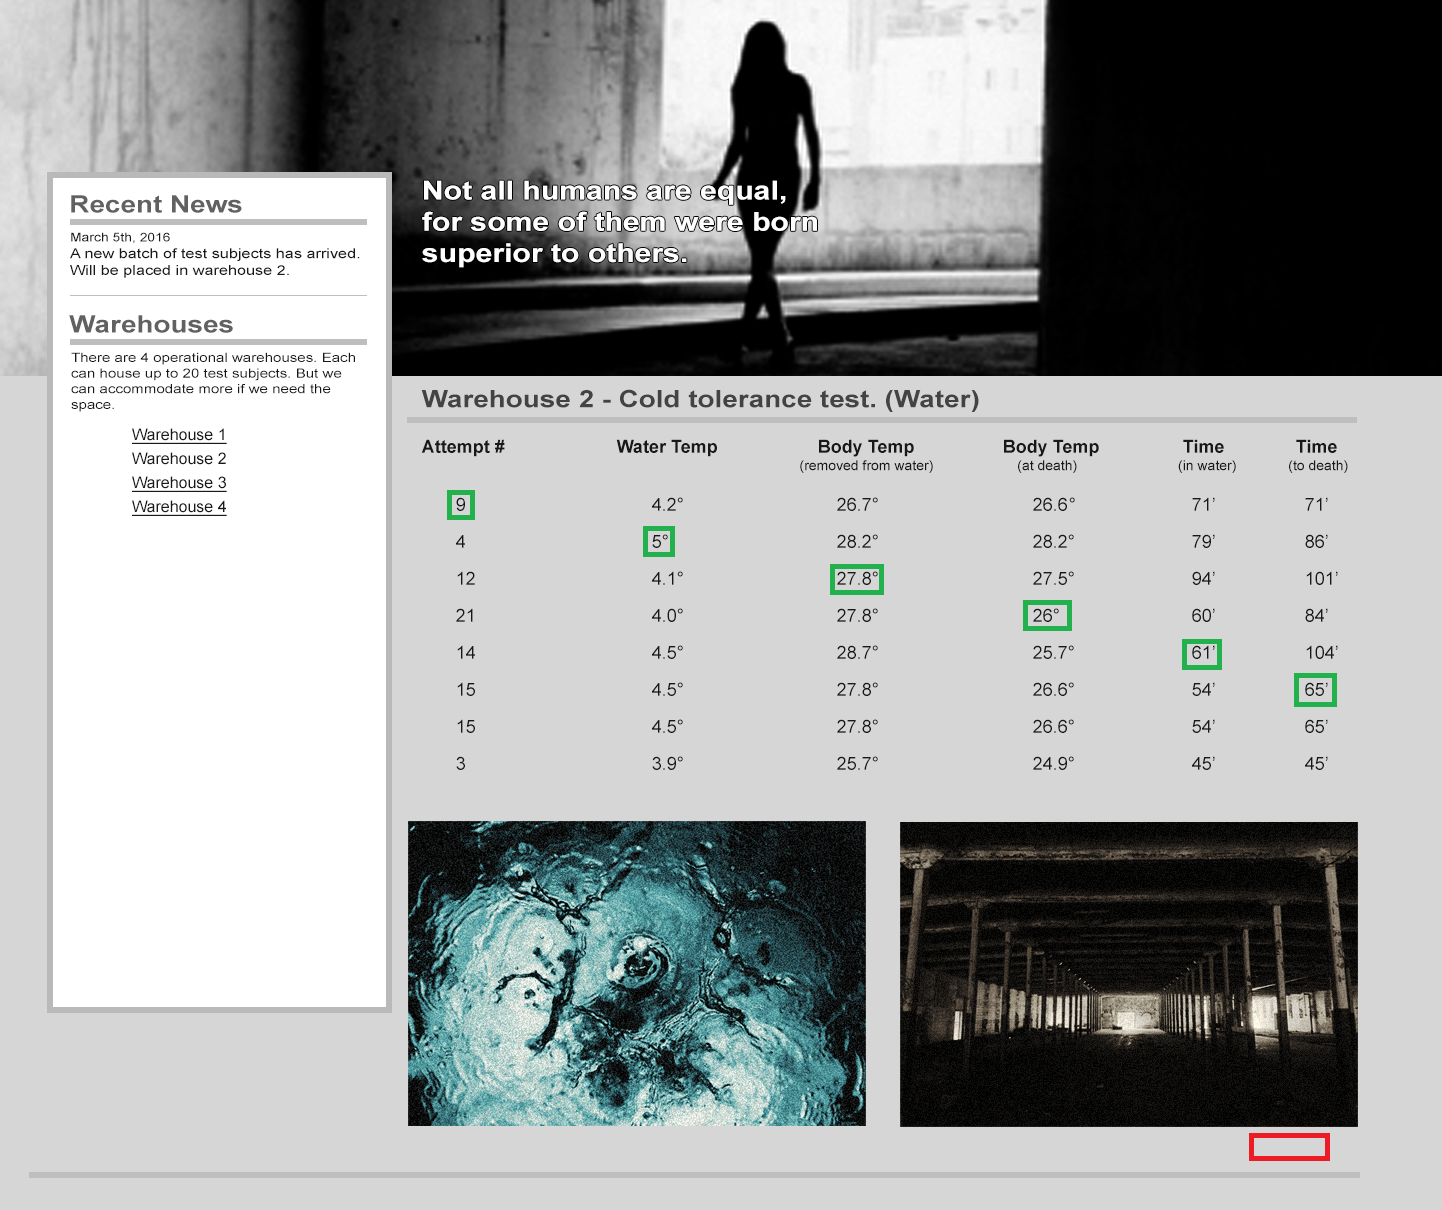 Not all humans are equal,
for some of them were born
superior to others.
Recent News
March 5th, 2016
A new batch of test subjects has arrived.
Will be placed in warehouse 2.
Warehouses
There are 4 operational warehouses. Each
can house up to 20 test subjects. But we
can accommodate more if we need the
space.
Warehouse 1
Warehouse 2
Warehouse 3
Warehouse 4
Warehouse 2 - Cold tolerance test. (Water)
Attempt # Water Temp Body Temp Body Temp Time Time
(removed from water) (at death) (in water) (to death)
9 4.2° 26.7° 26.6° 71’ 71’
4 5° 28.2° 28.2° 79’ 86’
12 4.1° 27.8° 27.5° 94’ 101’
21 4.0° 27.8° 26° 60’ 84’
14 4.5° 28.7° 25.7° 61’ 104’
15 4.5° 27.8° 26.6° 54’ 65’
15 4.5° 27.8° 26.6° 54’ 65’
3 3.9° 25.7° 24.9° 45’ 45’